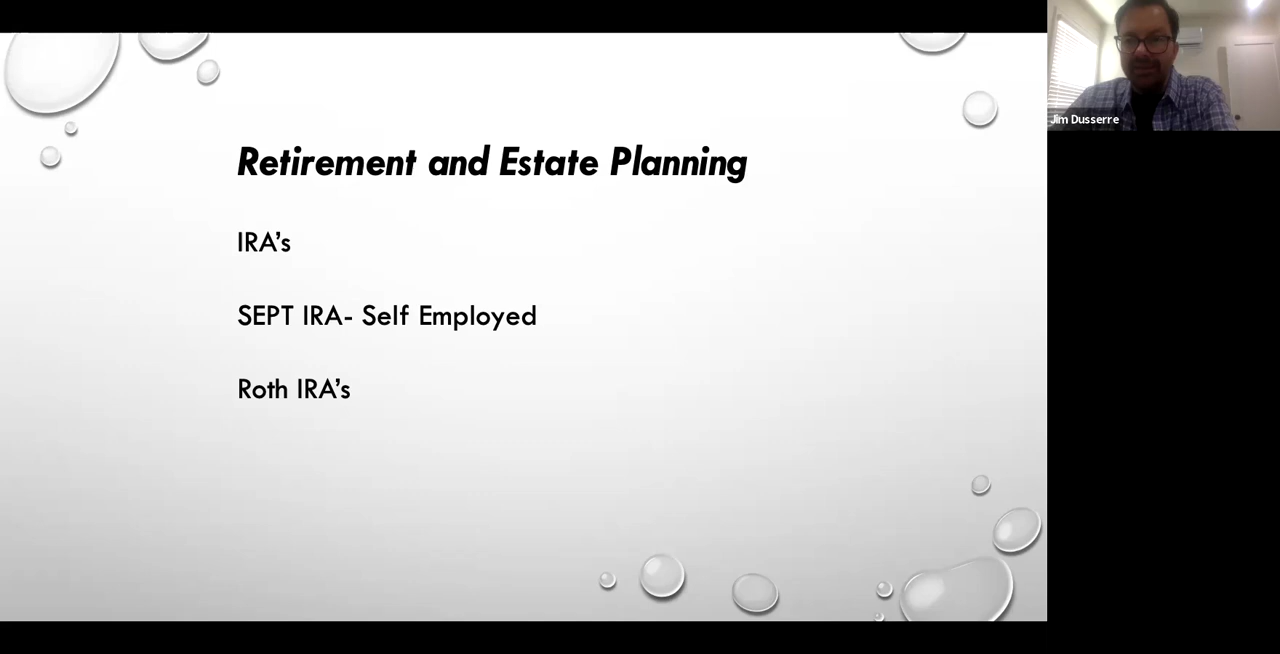 Retirement and Estate Planning
IRA's
SEPT IRA- Self Employed
Roth IRA's
Jim Dusserre